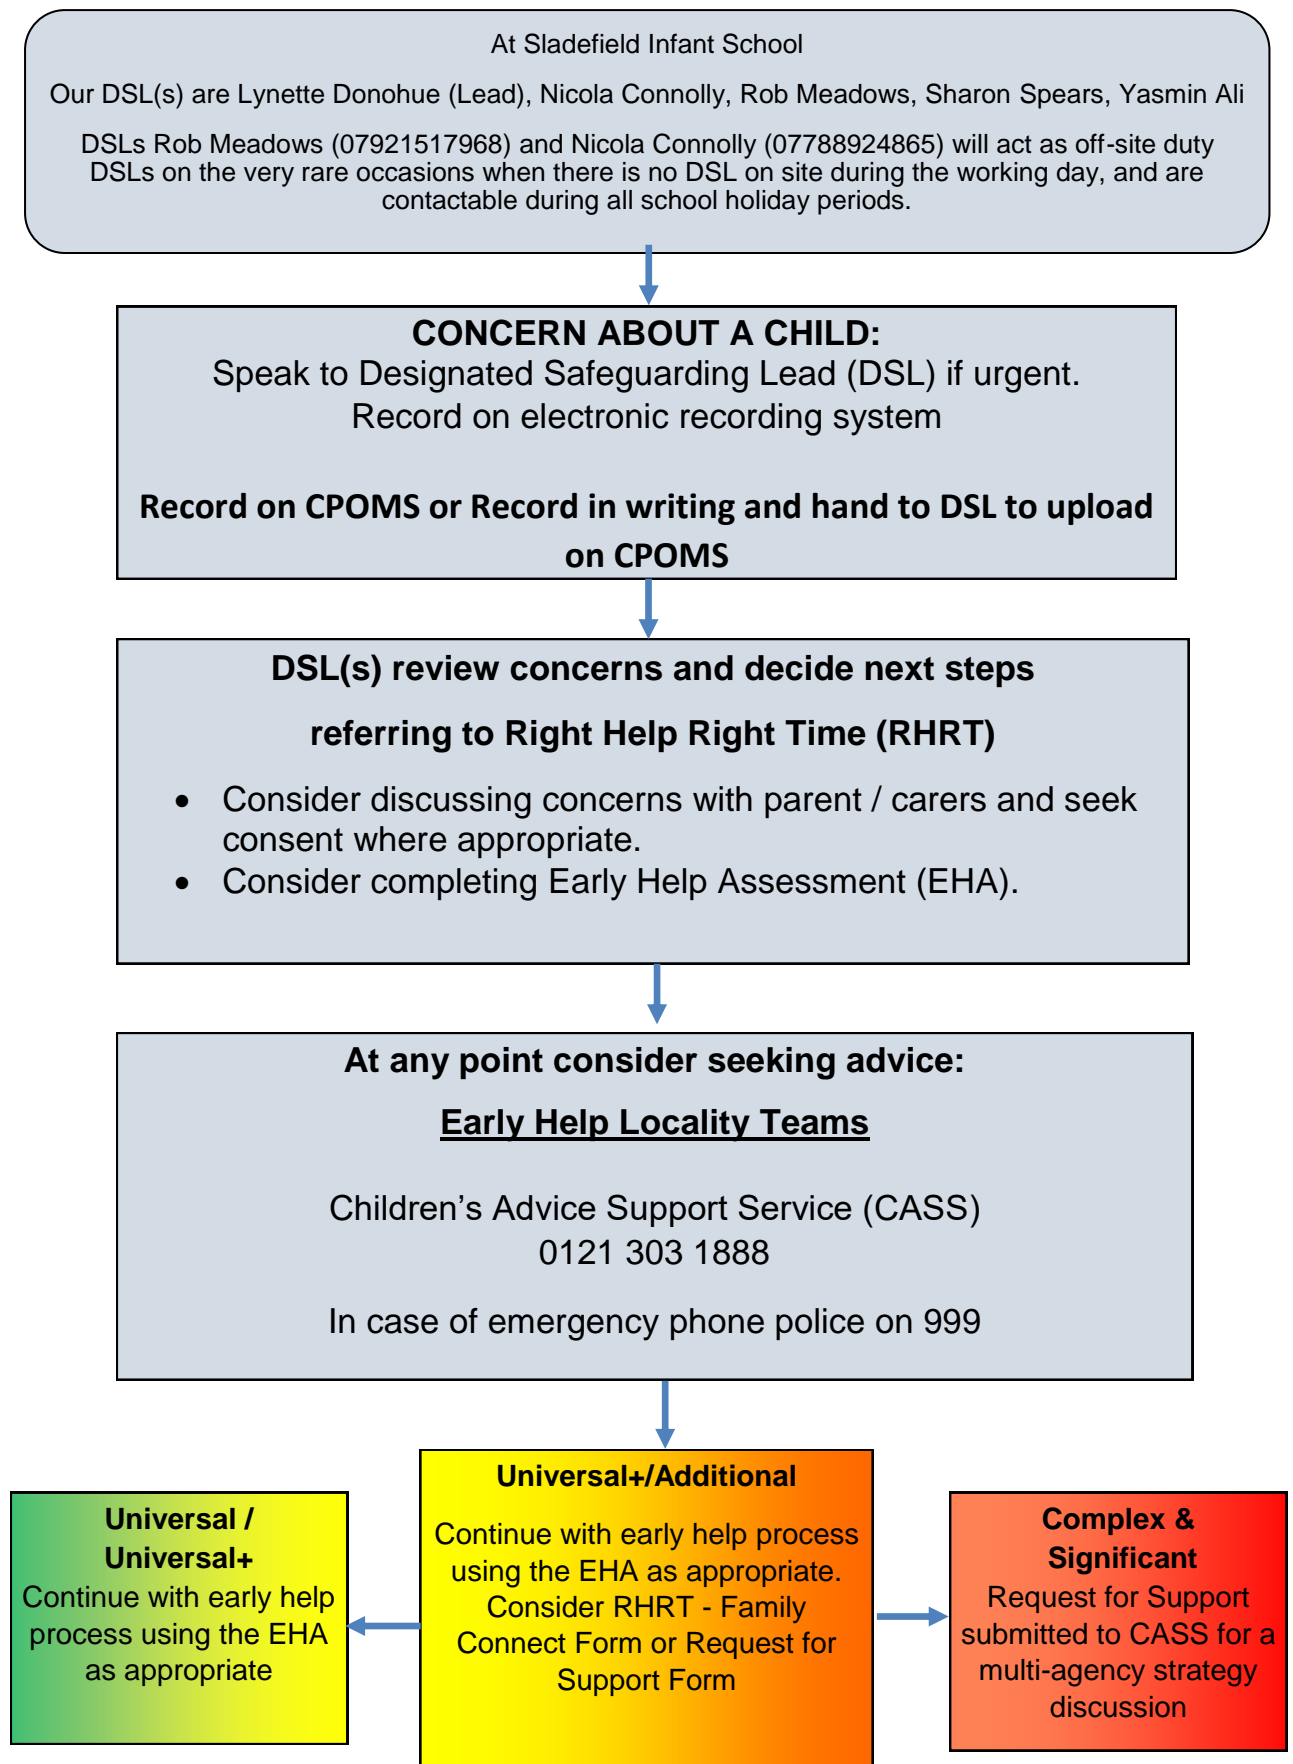 At Sladefield Infant School
Our DSL(s) are Lynette Donohue (Lead), Nicola Connolly, Rob Meadows, Sharon Spears, Yasmin Ali
DSLs Rob Meadows (07921517968) and Nicola Connolly (07788924865) will act as off-site duty
DSLs on the very rare occasions when there is no DSL on site during the working day, and are
contactable during all school holiday periods.
CONCERN ABOUT A CHILD:
Speak to Designated Safeguarding Lead (DSL) if urgent.
Record on electronic recording system
Record on CPOMS or Record in writing and hand to DSL to upload
on CPOMS
DSL(s) review concerns and decide next steps
referring to Right Help Right Time (RHRT)
• Consider discussing concerns with parent / carers and seek
consent where appropriate.
• Consider completing Early Help Assessment (EHA).
At any point consider seeking advice:
Early Help Locality Teams
Children’s Advice Support Service (CASS)
0121 303 1888
In case of emergency phone police on 999
Universal /
Universal+
Continue with early help
process using the EHA
as appropriate
Universal+/Additional
Continue with early help process
using the EHA as appropriate.
Consider RHRT - Family
Connect Form or Request for
Support Form
Complex &
Significant
Request for Support
submitted to CASS for a
multi-agency strategy
discussion